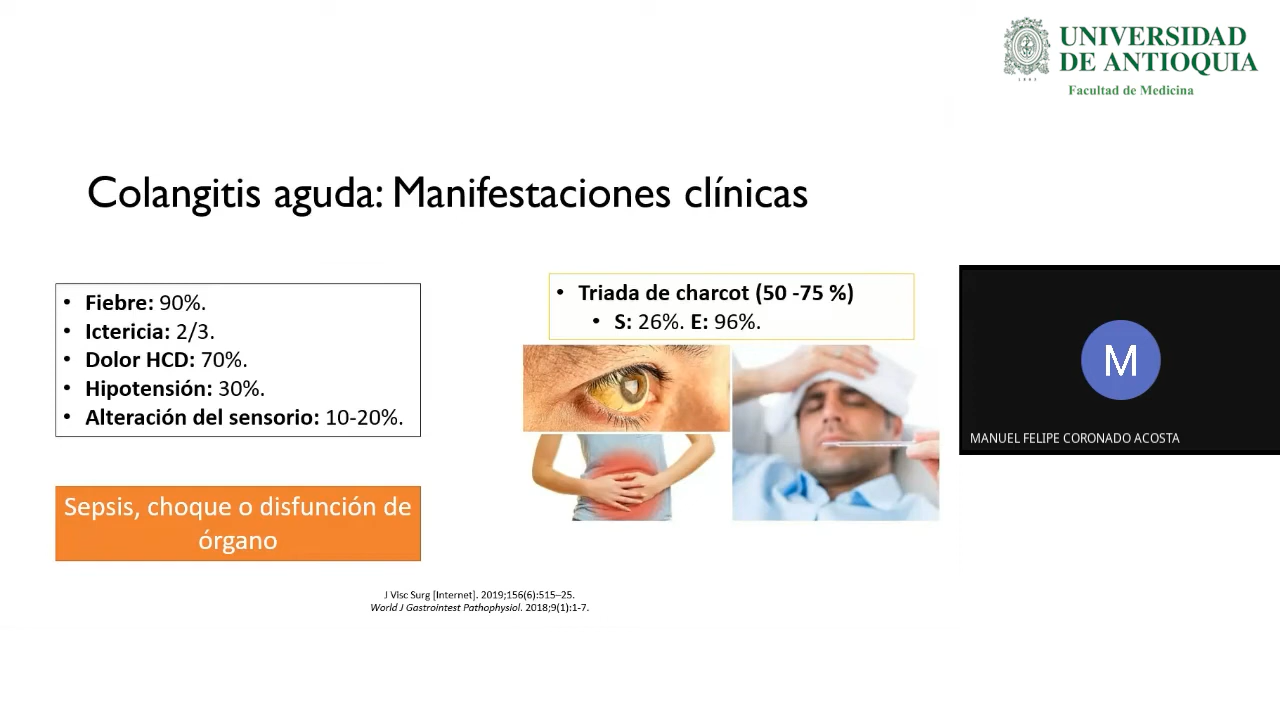 UNIVERSIDAD
DE ANTIOQUIA
1803
Facultad de Medicina
Colangitis aguda: Manifestaciones clínicas
• Fiebre: 90%.
• Ictericia: 2/3.
• Dolor HCD: 70%.
• Hipotensión: 30%.
• Alteración del sensorio: 10-20%.
Sepsis, choque o disfunción de
órgano
• Triada de charcot (50 -75 %)
• S: 26%. E: 96%.
M
MANUEL FELIPE CORONADO ACOSTA
J Visc Surg [Internet]. 2019;156(6):515–25.
World J Gastrointest Pathophysiol. 2018;9(1):1-7.